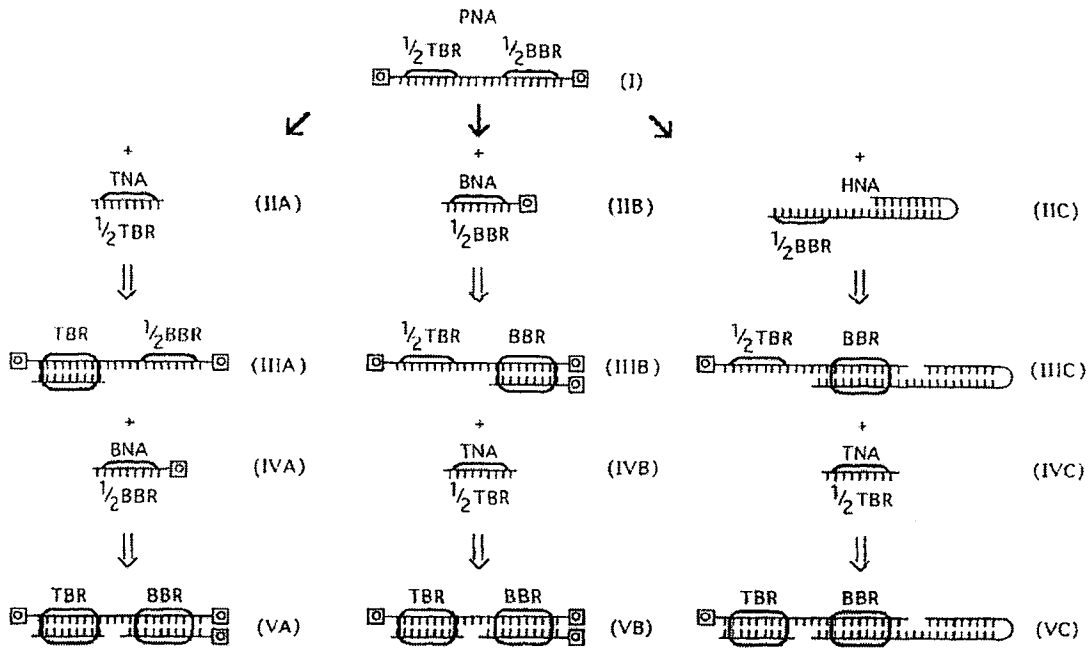 PNA
1/2TBR 1/2BBR
(I)
+ + +
TNA BNA HNA
(IIA) (IIB) (IIC)
1/2TBR 1/2BBR 1/2BBR
TBR 1/2BBR 1/2TBR BBR 1/2TBR BBR
(IIIA) (IIIB) (IIIC)
+ + +
BNA TNA TNA
(IVA) (IVB) (IVC)
1/2BBR 1/2TBR 1/2TBR
TBR BBR TBR BBR TBR BBR
(VA) (VB) (VC)